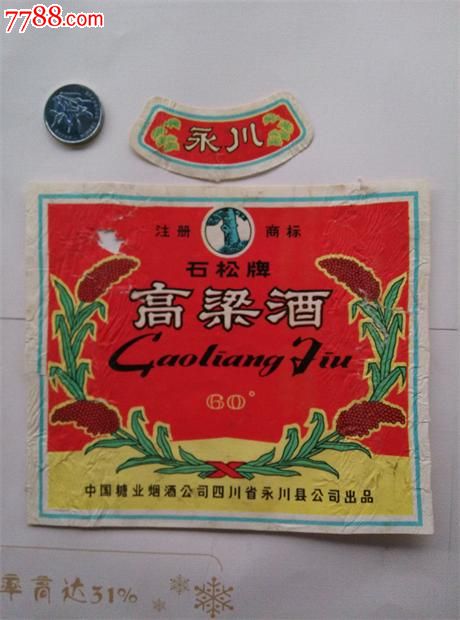 7788.com
永川
注册 商标
石松牌
高粱酒
Gaoliang Jiu
60°
中国糖业烟酒公司四川省永川县公司出品
率高达31%